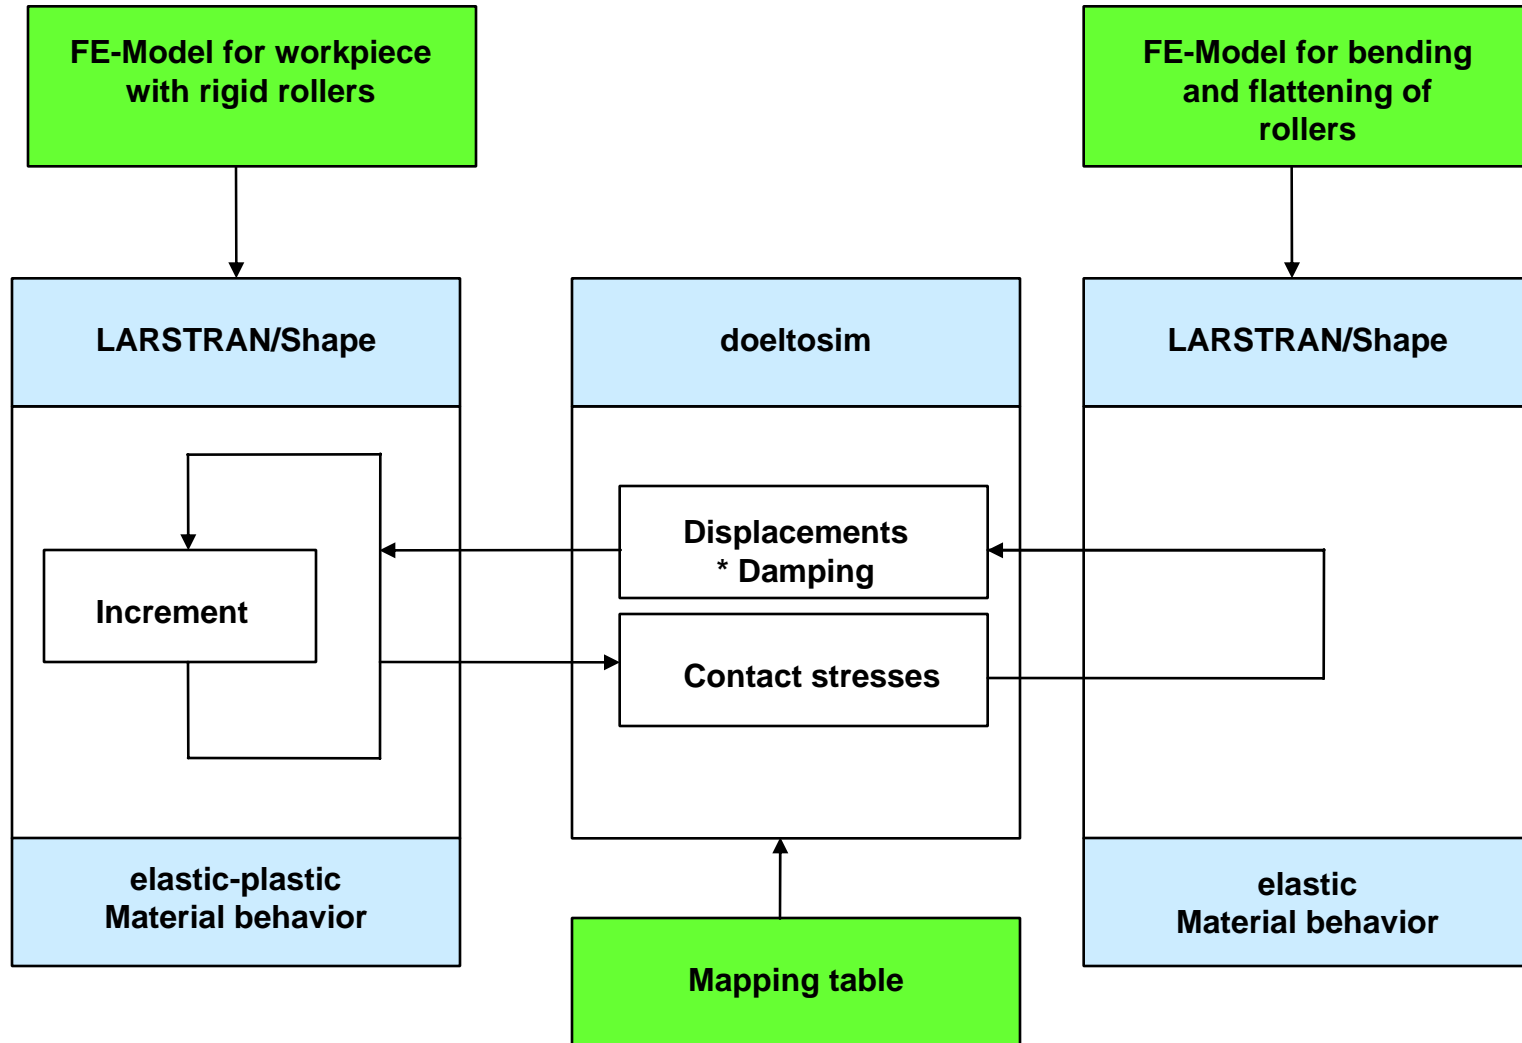 FE-Model for workpiece
with rigid rollers
FE-Model for bending
and flattening of
rollers
LARSTRAN/Shape
doeltosim
LARSTRAN/Shape
Displacements
* Damping
Increment
Contact stresses
elastic-plastic
Material behavior
elastic
Material behavior
Mapping table